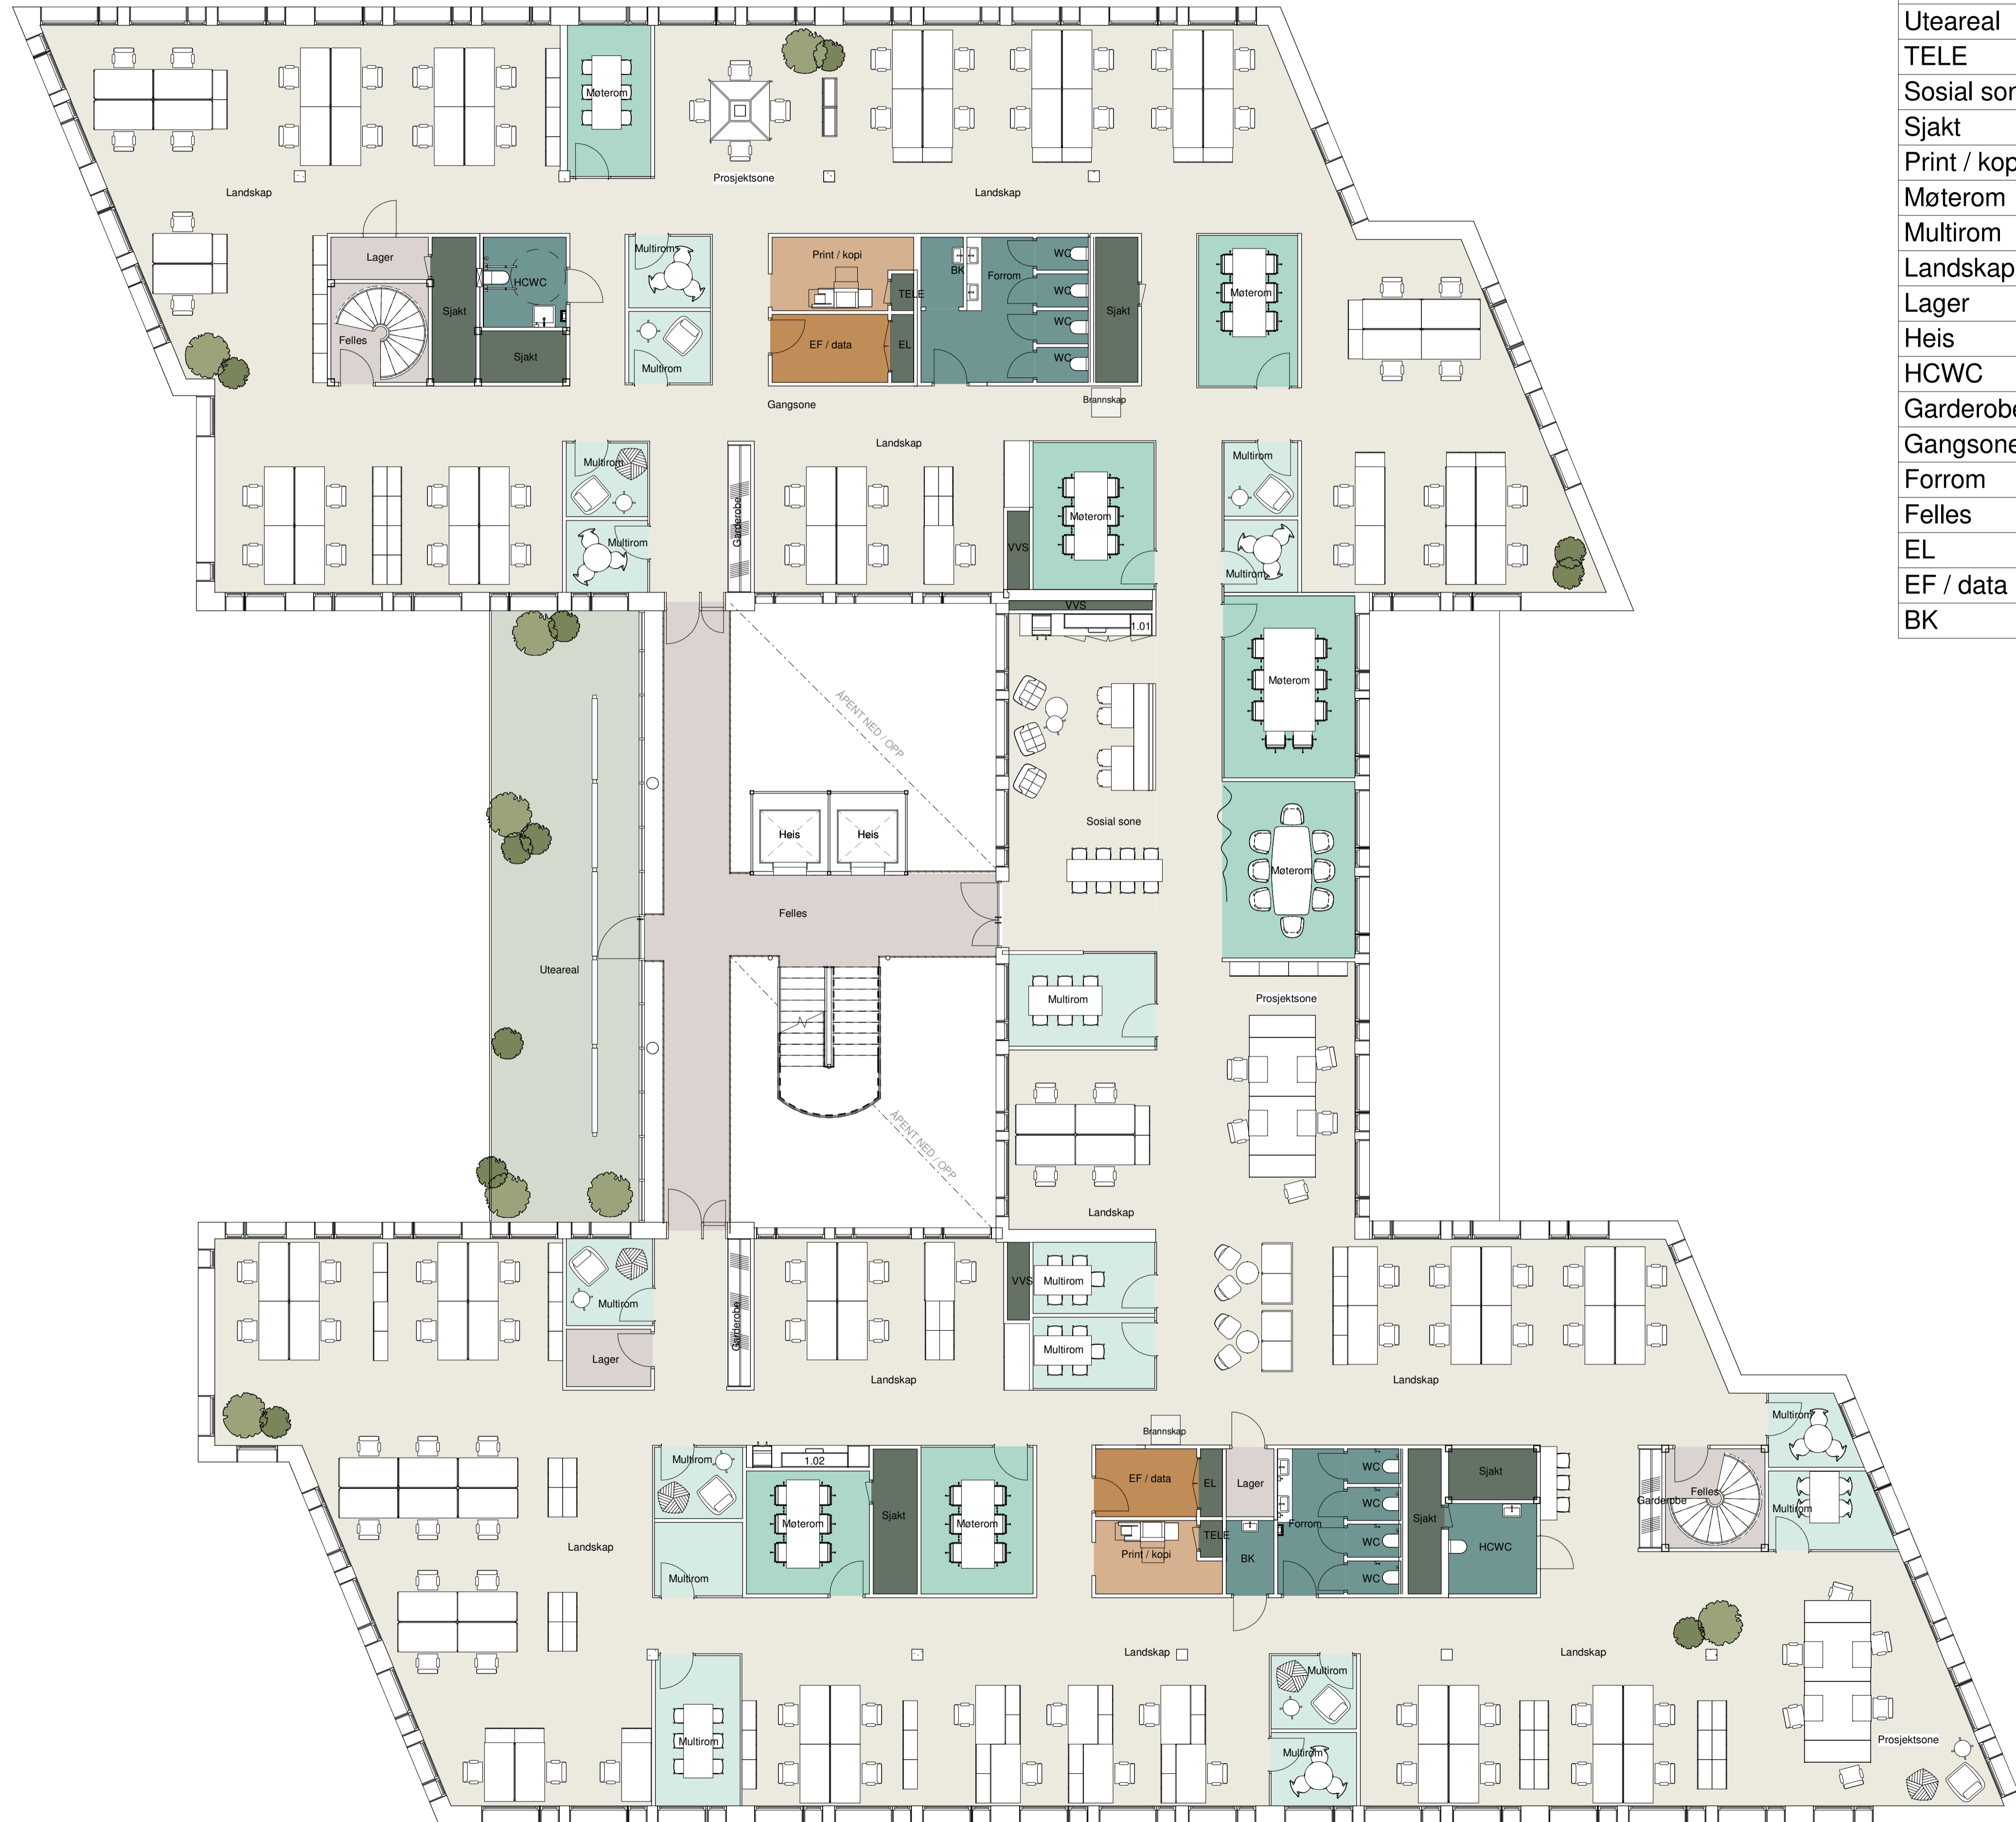 Uteareal
TELE
Sosial
Sjakt
Print /
Møterom
Multirom
Landskap
Lager
Heis
HCWC
Garderobe
Gangsone
Forrom
Felles
EL
EF / data
BK
Møterom
Landskap
Prosjektsone
Landskap
Lager
Multirom
Print / kopi
BK
Forrom
WC
HCWC
Sjakt
TELE
WC
Møterom
Sjakt
WC
Felles
EF / data
EL
Sjakt
Multirom
WC
Brannskap
Gangsone
Landskap
Multirom
Multirom
Garderobe
Møterom
Multirom
VVS
Multirom
VVS
1.01
ÅPENT NED / OPP
Møterom
Heis
Heis
Sosial sone
Møterom
Felles
Uteareal
Multirom
Prosjektsone
ÅPENT NED / OPP
Landskap
VVS
Multirom
Multirom
Garderobe
Lager
Multirom
Landskap
Landskap
Multirom
Brannskap
Multirom
1.02
EF / data
EL
Lager
WC
Sjakt
Felles
Garderobe
WC
Multirom
Møterom
Sjakt
Møterom
Forrom
Sjakt
TELE
WC
Landskap
Print / kopi
BK
HCWC
Multirom
WC
Landskap
Landskap
Multirom
Multirom
Multirom
Prosjektsone